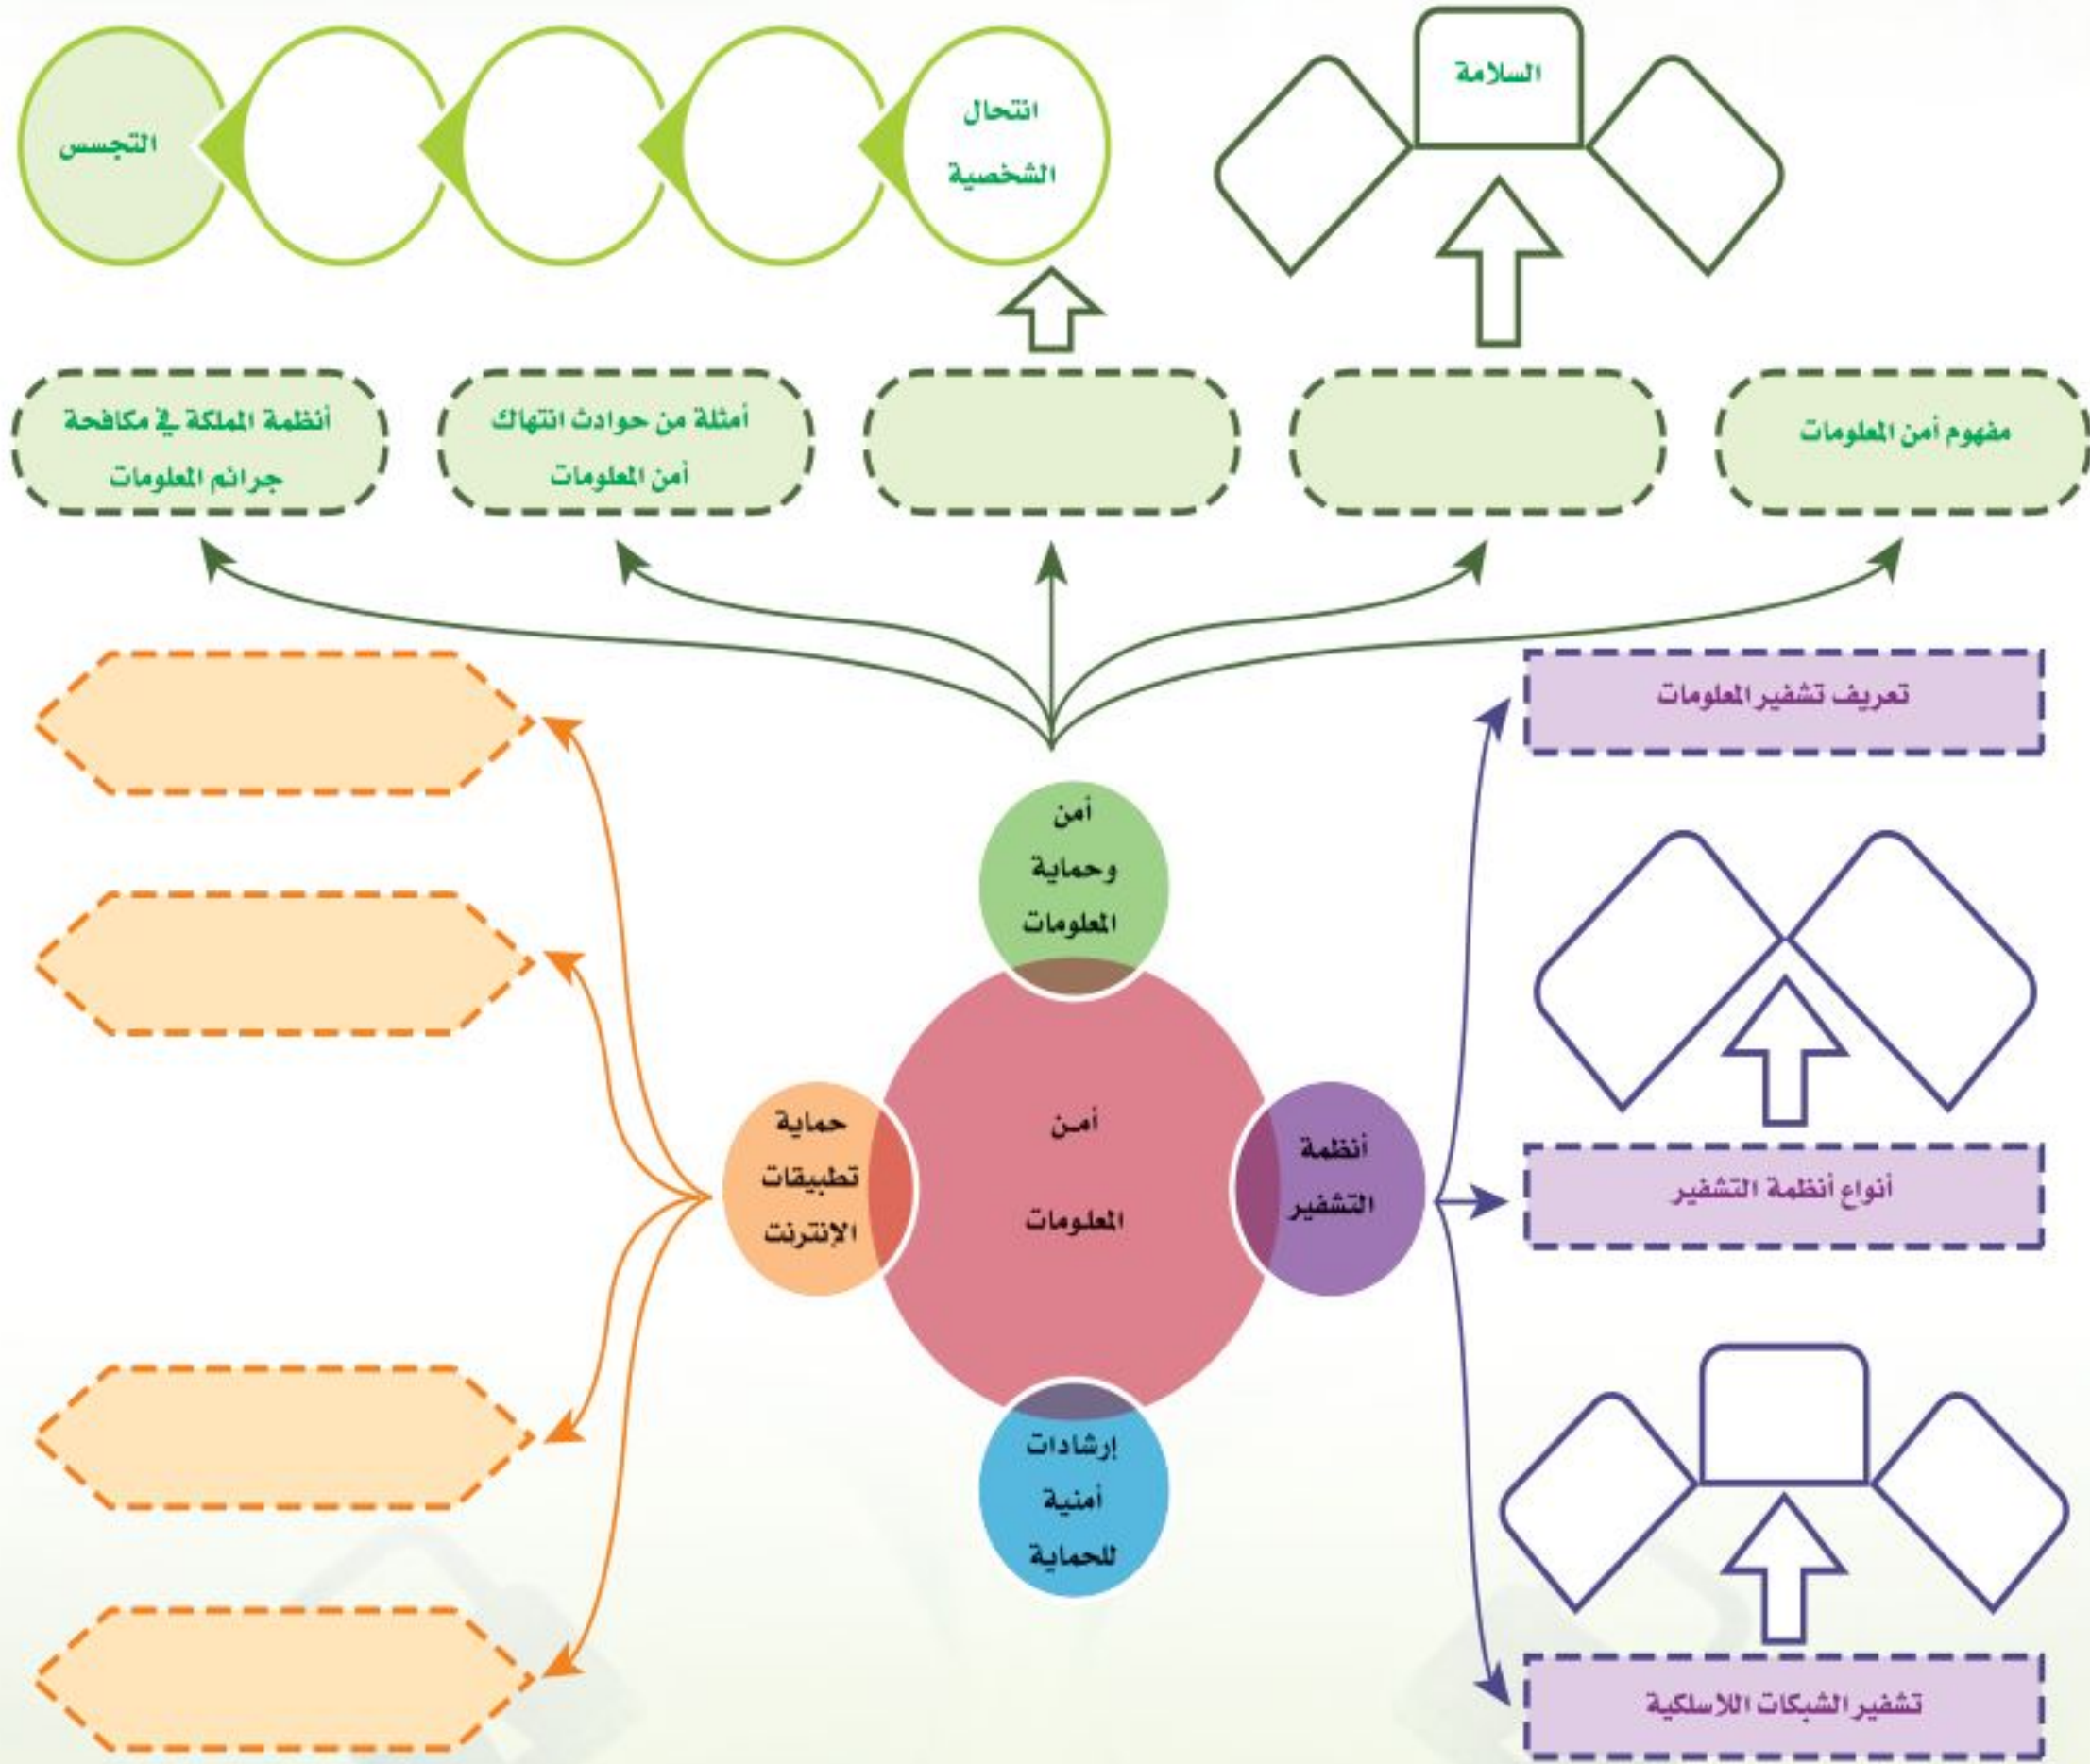 السلامة
انتحال
الشخصية
التجسس
مفهوم أمن المعلومات
أمثلة من حوادث انتهاك
أمن المعلومات
أنظمة المملكة في مكافحة
جرائم المعلومات
تعريف تشفير المعلومات
أمن
وحماية
المعلومات
أنواع أنظمة التشفير
أنظمة
التشفير
أمن
المعلومات
حماية
تطبيقات
الإنترنت
إرشادات
أمنية
للحماية
تشفير الشبكات اللاسلكية